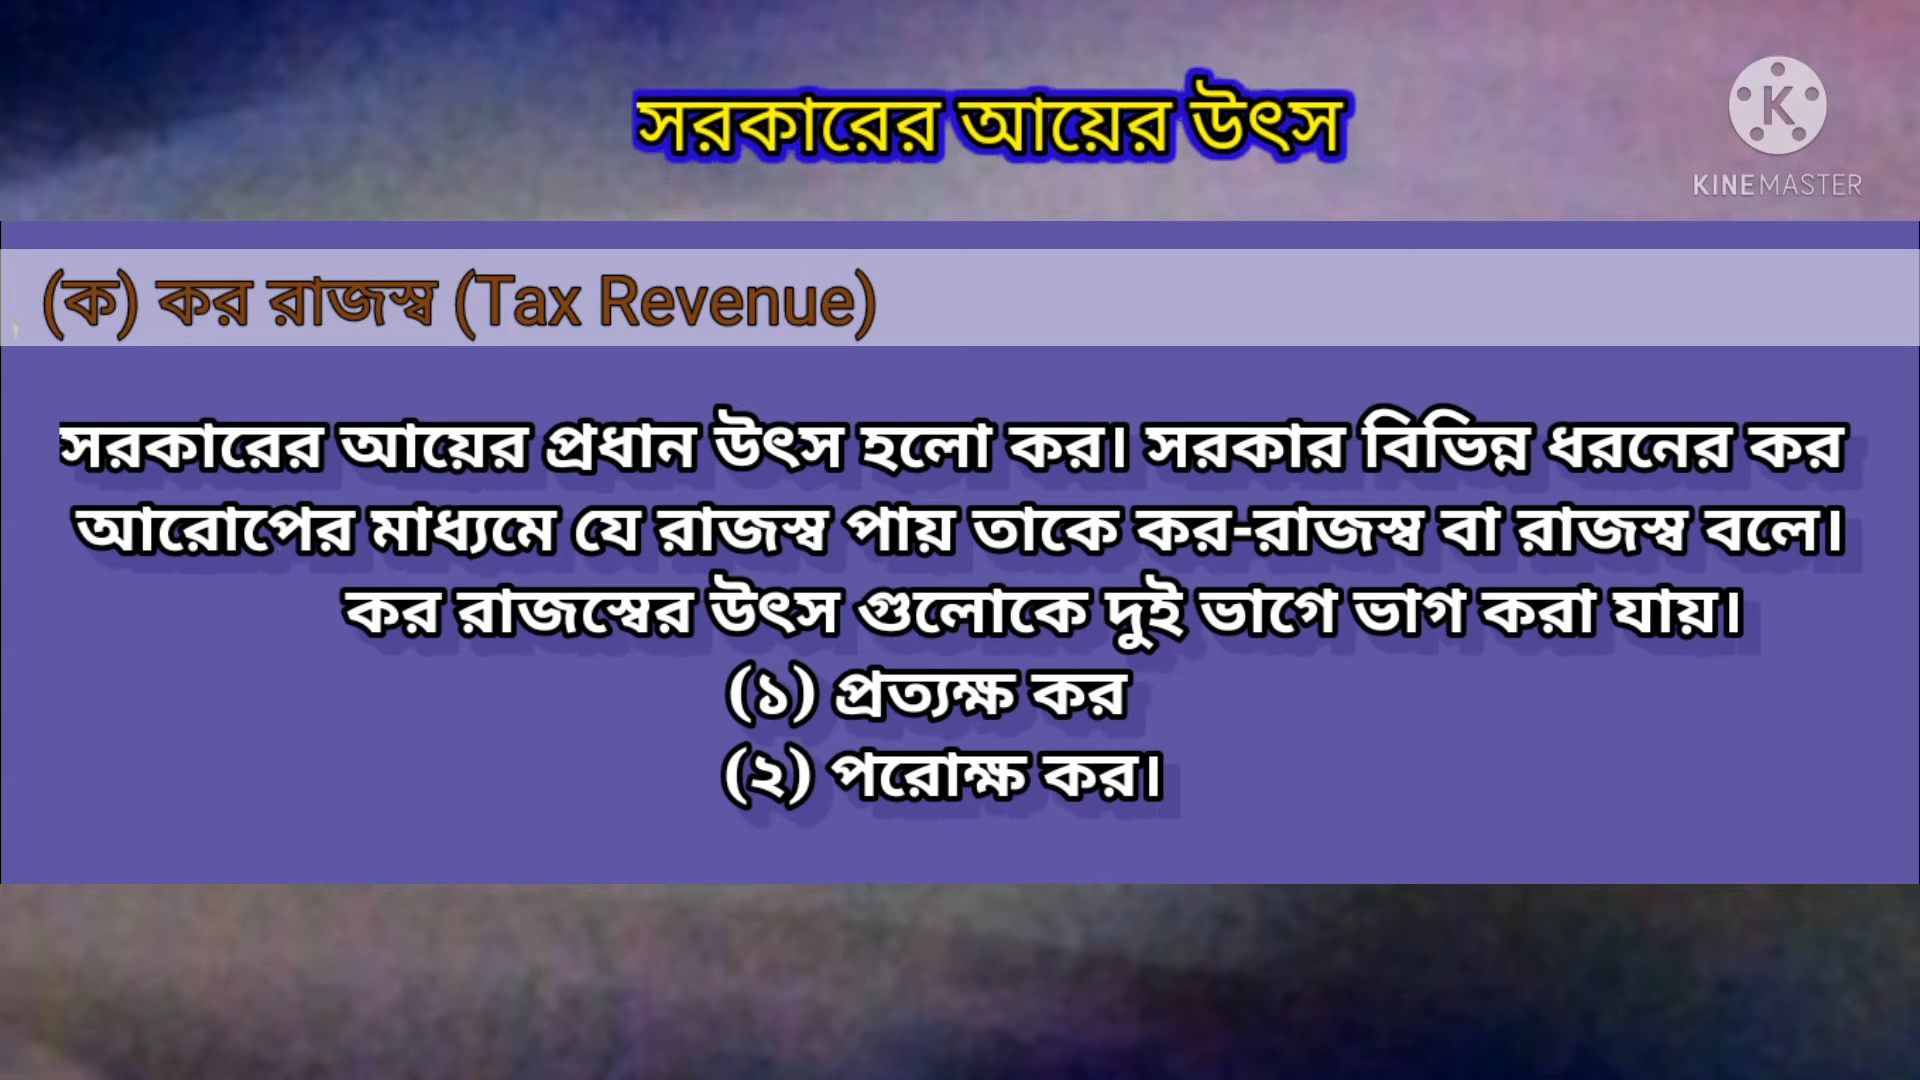 সরকারের আয়ের উৎস
KINEMASTER
(ক) কর রাজস্ব (Tax Revenue)
সরকারের আয়ের প্রধান উৎস হলো কর। সরকার বিভিন্ন ধরনের কর
আরোপের মাধ্যমে যে রাজস্ব পায় তাকে কর-রাজস্ব বা রাজস্ব বলে।
কর রাজস্বের উৎস গুলোকে দুই ভাগে ভাগ করা যায়।
(১) প্রত্যক্ষ কর
(২) পরোক্ষ কর।